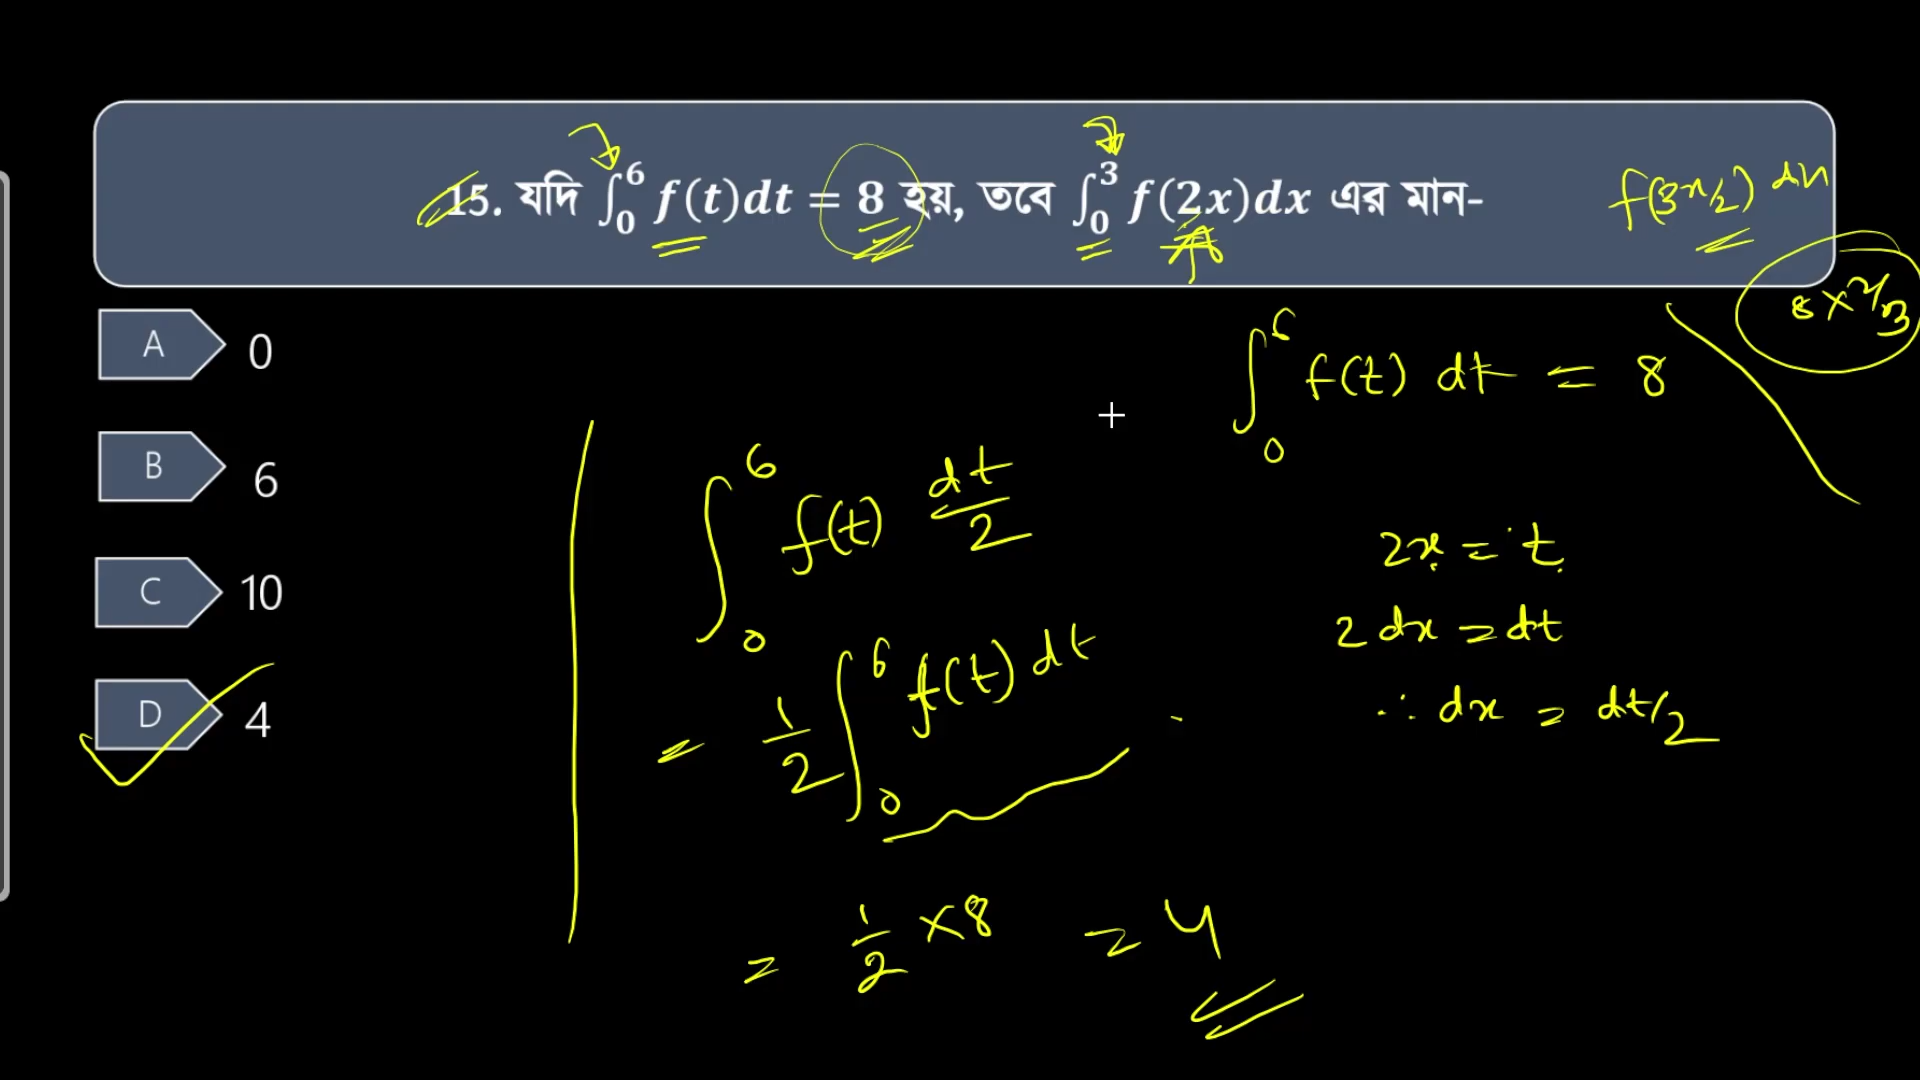 15. যদি ∫₀⁶ f(t)dt = 8 হয়, তবে ∫₀³ f(2x)dx এর মান-
f(3x/2) dx
8 × 2/3
A 0
B 6
C 10
D 4
∫₀⁶ f(t) dt = 8
∫₀⁶ f(t) dt/2
= 1/2 ∫₀⁶ f(t) dt
= 1/2 × 8 = 4
2x = t
2dx = dt
∴ dx = dt/2